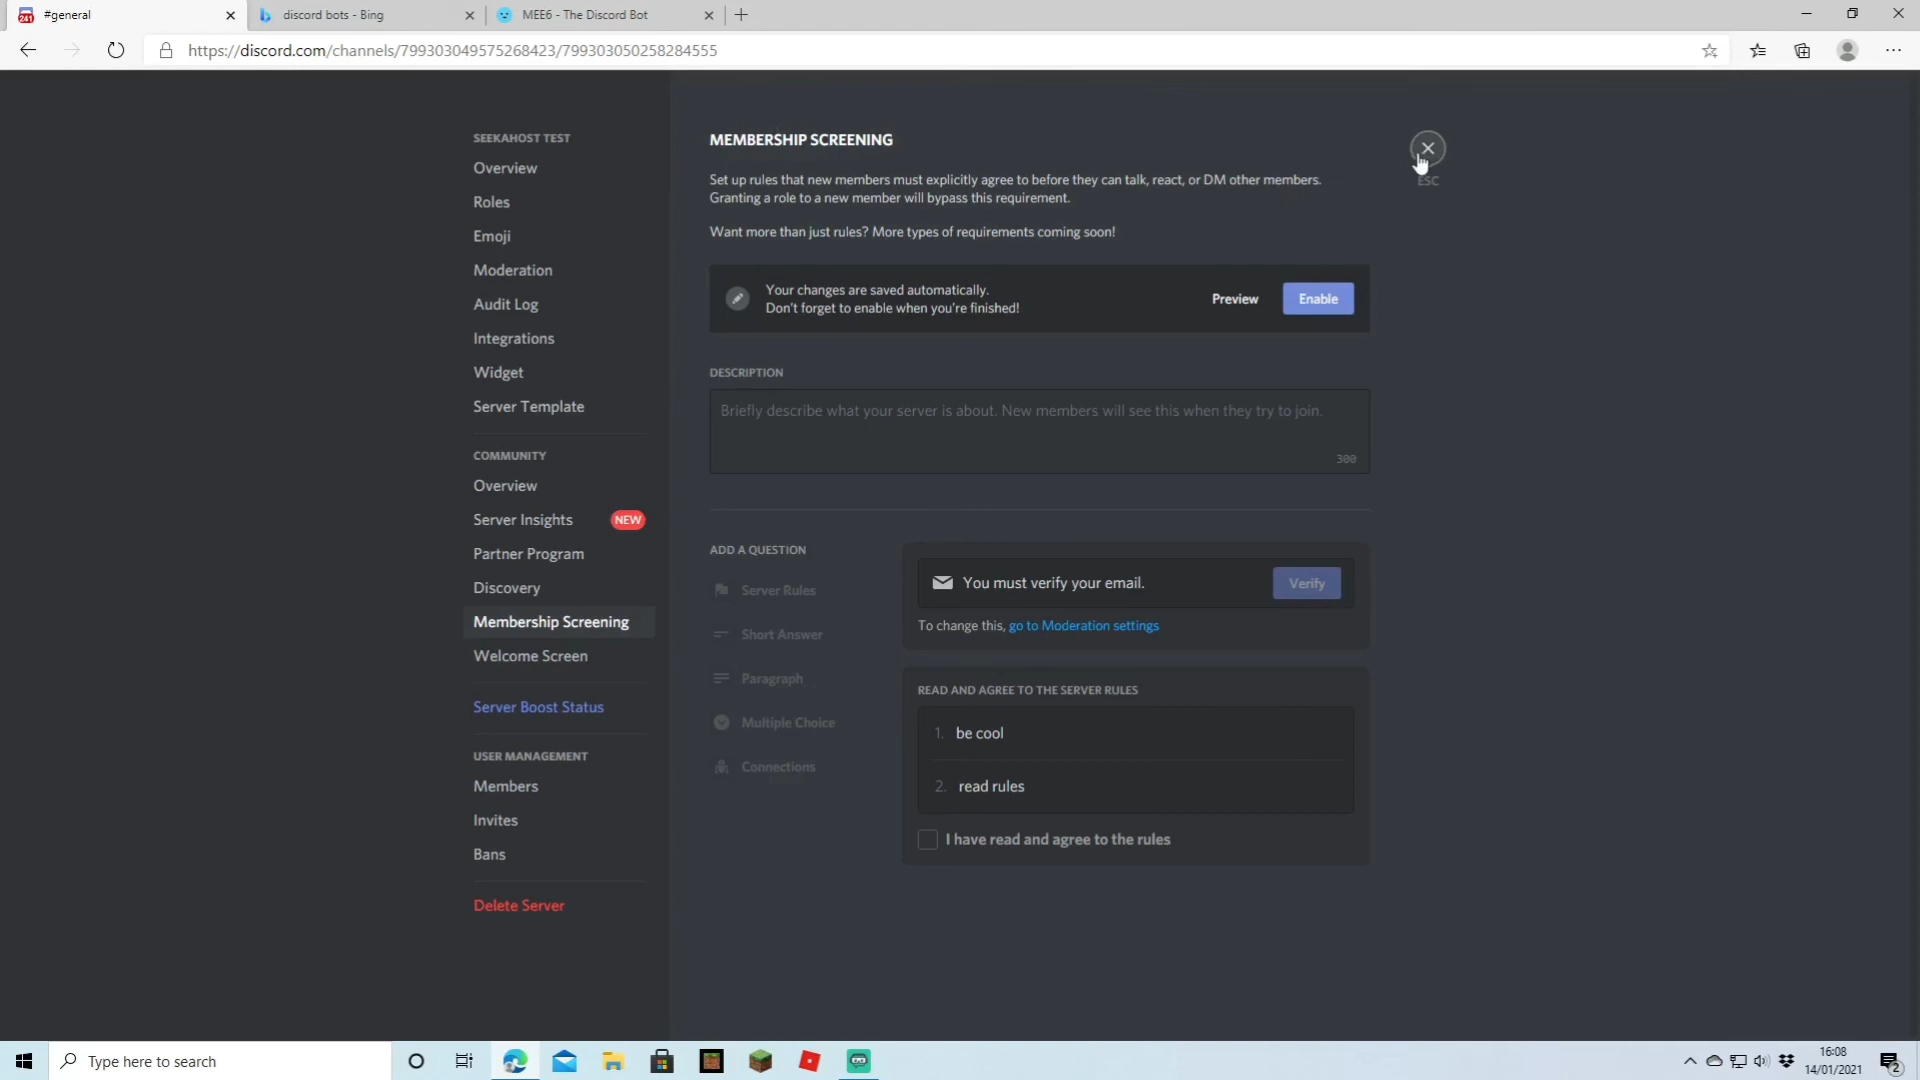 #general
discord bots - Bing
MEE6 - The Discord Bot
https://discord.com/channels/799303049575268423/799303050258284555
SEEKAHOST TEST
Overview
Roles
Emoji
Moderation
Audit Log
Integrations
Widget
Server Template
COMMUNITY
Overview
Server Insights NEW
Partner Program
Discovery
Membership Screening
Welcome Screen
Server Boost Status
USER MANAGEMENT
Members
Invites
Bans
Delete Server
MEMBERSHIP SCREENING
ESC
Set up rules that new members must explicitly agree to before they can talk, react, or DM other members.
Granting a role to a new member will bypass this requirement.
Want more than just rules? More types of requirements coming soon!
Your changes are saved automatically.
Don't forget to enable when you're finished!
Preview
Enable
DESCRIPTION
Briefly describe what your server is about. New members will see this when they try to join.
300
ADD A QUESTION
Server Rules
Short Answer
Paragraph
Multiple Choice
Connections
You must verify your email.
Verify
To change this, go to Moderation settings
READ AND AGREE TO THE SERVER RULES
1. be cool
2. read rules
I have read and agree to the rules
Type here to search
16:08
14/01/2021
2